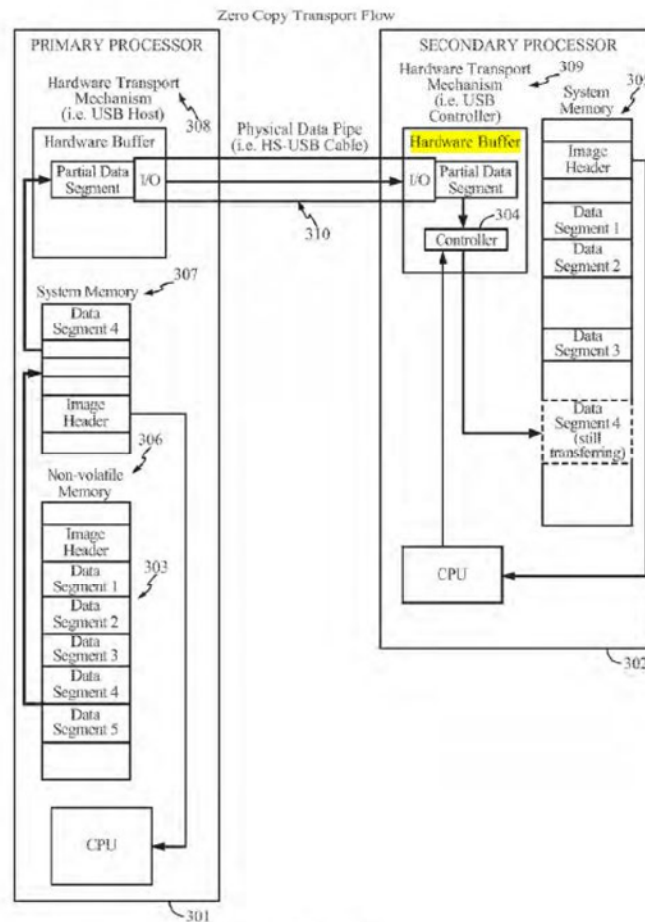 Zero Copy Transport Flow
PRIMARY PROCESSOR
Hardware Transport
Mechanism
(i.e. USB Host)
308
Hardware Buffer
Partial Data
Segment
I/O
Physical Data Pipe
(i.e. HS-USB Cable)
310
System Memory
307
Data
Segment 4
Image
Header
306
Non-volatile
Memory
Image
Header
303
Data
Segment 1
Data
Segment 2
Data
Segment 3
Data
Segment 4
Data
Segment 5
CPU
301
SECONDARY PROCESSOR
Hardware Transport
Mechanism
(i.e. USB
Controller)
309
Hardware Buffer
I/O
Partial Data
Segment
304
Controller
System
Memory
Image
Header
Data
Segment 1
Data
Segment 2
Data
Segment 3
Data
Segment 4
(still
transferring)
CPU
302